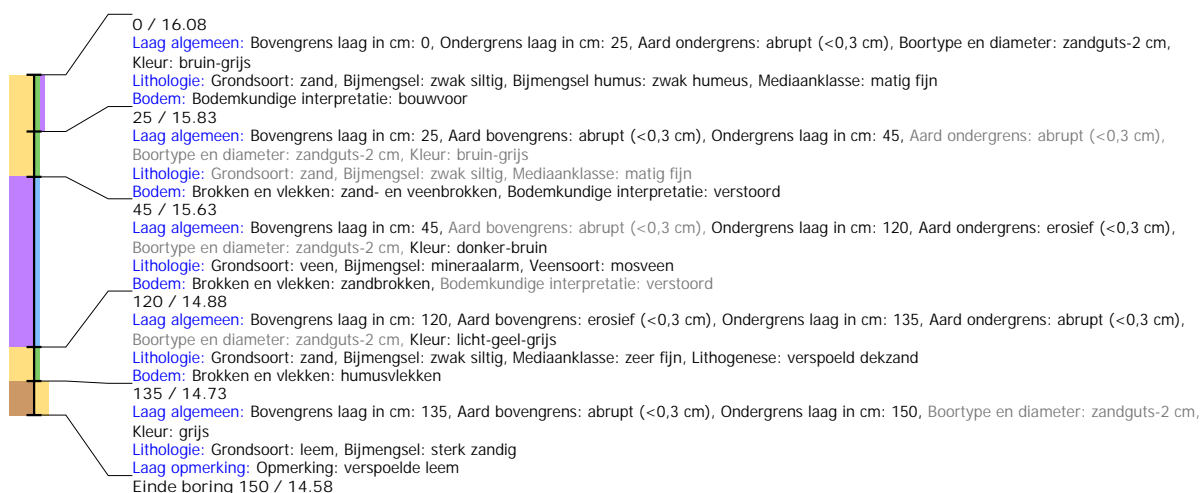 0 / 16.08
Laag algemeen: Bovengrens laag in cm: 0, Ondergrens laag in cm: 25, Aard ondergrens: abrupt (<0,3 cm), Boortype en diameter: zandguts-2 cm,
Kleur: bruin-grijs
Lithologie: Grondsoort: zand, Bijmengsel: zwak siltig, Bijmengsel humus: zwak humeus, Mediaanklasse: matig fijn
Bodem: Bodemkundige interpretatie: bouwvoor
25 / 15.83
Laag algemeen: Bovengrens laag in cm: 25, Aard bovengrens: abrupt (<0,3 cm), Ondergrens laag in cm: 45, Aard ondergrens: abrupt (<0,3 cm),
Boortype en diameter: zandguts-2 cm, Kleur: bruin-grijs
Lithologie: Grondsoort: zand, Bijmengsel: zwak siltig, Mediaanklasse: matig fijn
Bodem: Brokken en vlekken: zand- en veenbrokken, Bodemkundige interpretatie: verstoord
45 / 15.63
Laag algemeen: Bovengrens laag in cm: 45, Aard bovengrens: abrupt (<0,3 cm), Ondergrens laag in cm: 120, Aard ondergrens: erosief (<0,3 cm),
Boortype en diameter: zandguts-2 cm, Kleur: donker-bruin
Lithologie: Grondsoort: veen, Bijmengsel: mineraalarm, Veensoort: mosveen
Bodem: Brokken en vlekken: zandbrokken, Bodemkundige interpretatie: verstoord
120 / 14.88
Laag algemeen: Bovengrens laag in cm: 120, Aard bovengrens: erosief (<0,3 cm), Ondergrens laag in cm: 135, Aard ondergrens: abrupt (<0,3 cm),
Boortype en diameter: zandguts-2 cm, Kleur: licht-geel-grijs
Lithologie: Grondsoort: zand, Bijmengsel: zwak siltig, Mediaanklasse: zeer fijn, Lithogenese: verspoeld dekzand
Bodem: Brokken en vlekken: humusvlekken
135 / 14.73
Laag algemeen: Bovengrens laag in cm: 135, Aard bovengrens: abrupt (<0,3 cm), Ondergrens laag in cm: 150, Boortype en diameter: zandguts-2 cm,
Kleur: grijs
Lithologie: Grondsoort: leem, Bijmengsel: sterk zandig
Laag opmerking: Opmerking: verspoelde leem
Einde boring 150 / 14.58